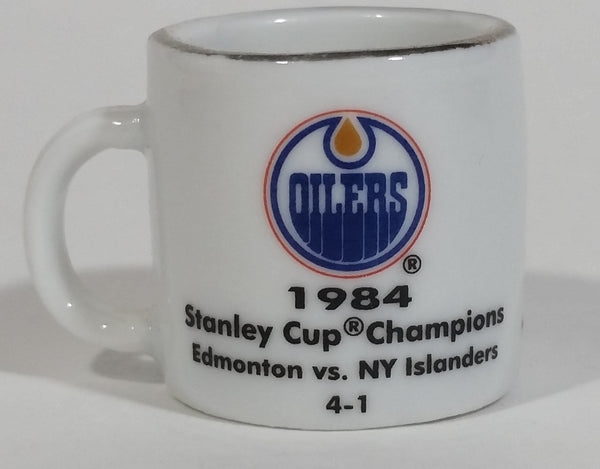 OILERS
®
1984
Stanley Cup® Champions
Edmonton vs. NY Islanders
4-1